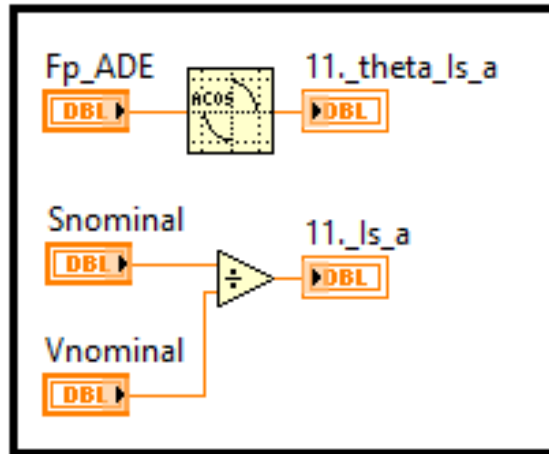 Fp_ADE
11._theta_Is_a
DBL
ACOS
DBL
Snominal
11._Is_a
DBL
÷
DBL
Vnominal
DBL